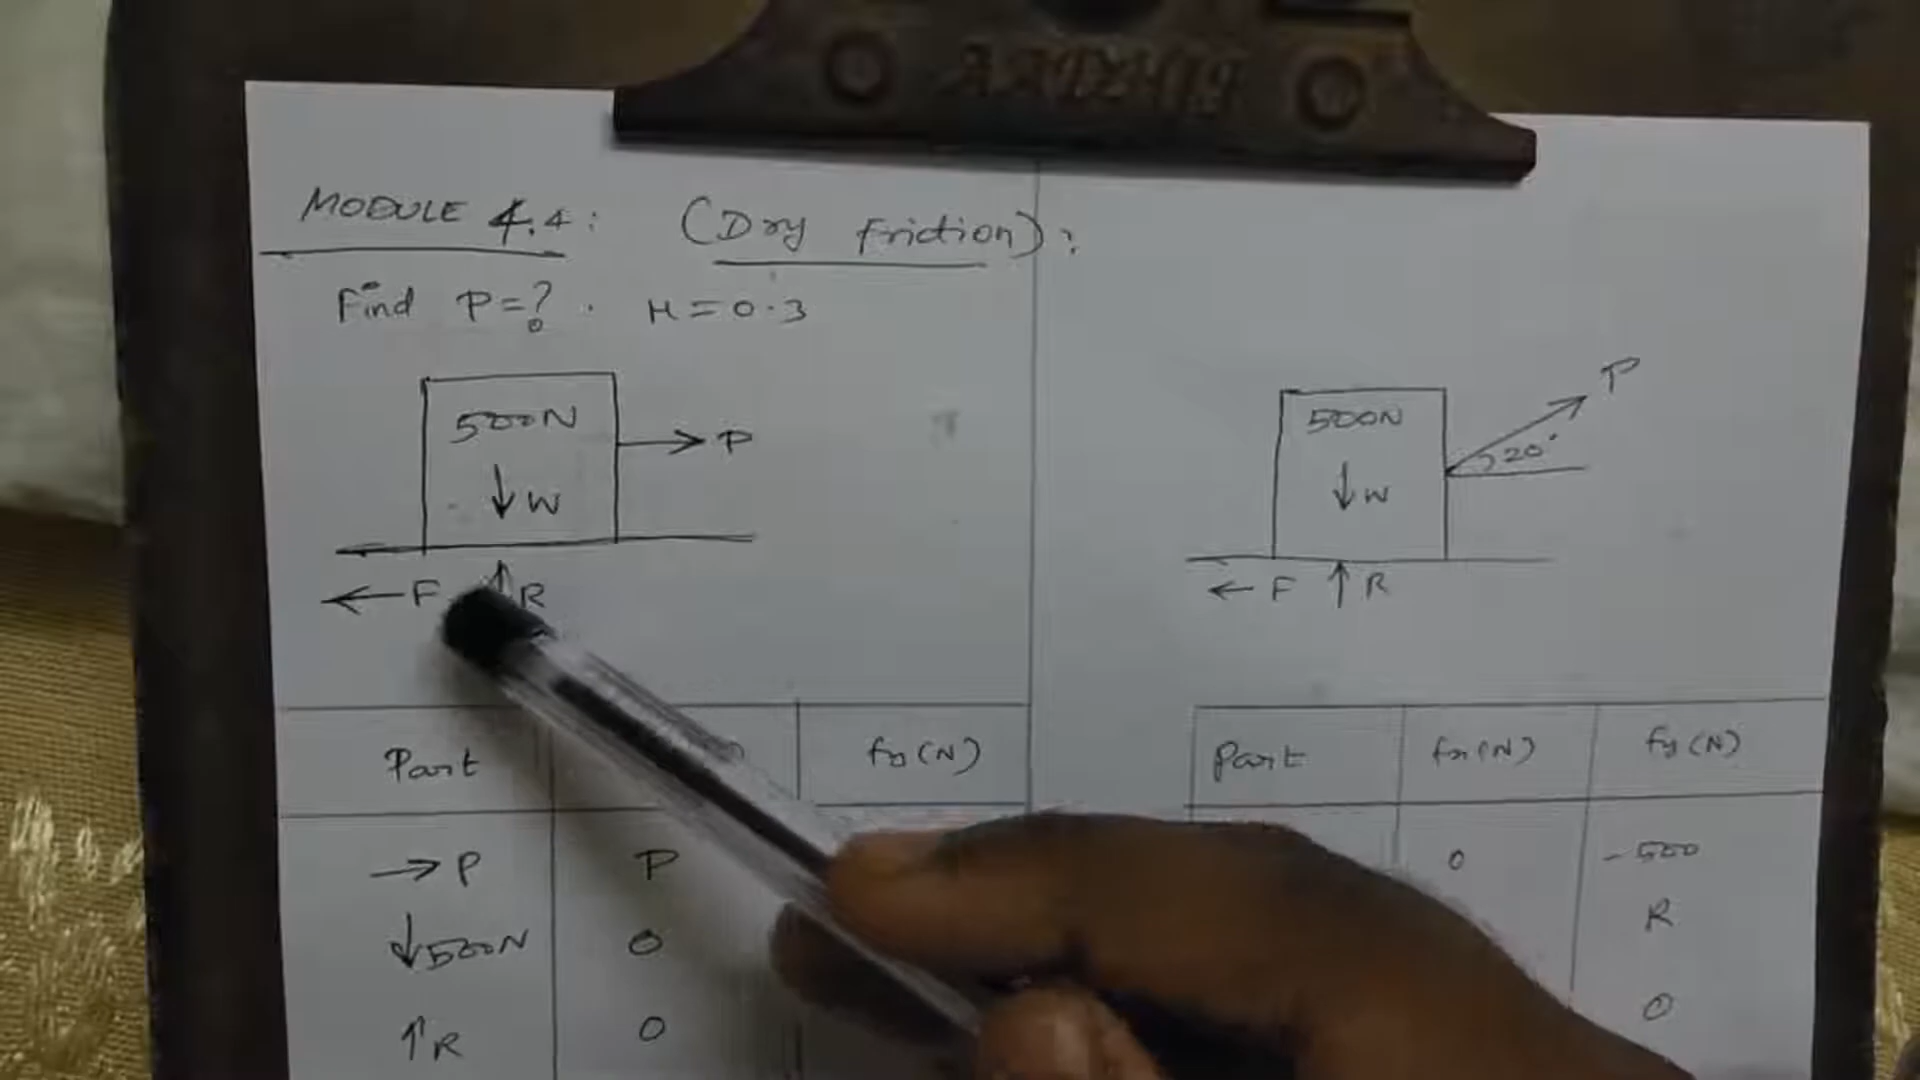 MODULE 4.4: (Dry friction):
Find P=? . μ=0.3
500N
↓W
→P
←F ↑R
500N
↓W
P
20°
←F ↑R
Part fy(N)
→P P
↓500N 0
↑R 0
Part fx(N) fy(N)
0 -500
R
0